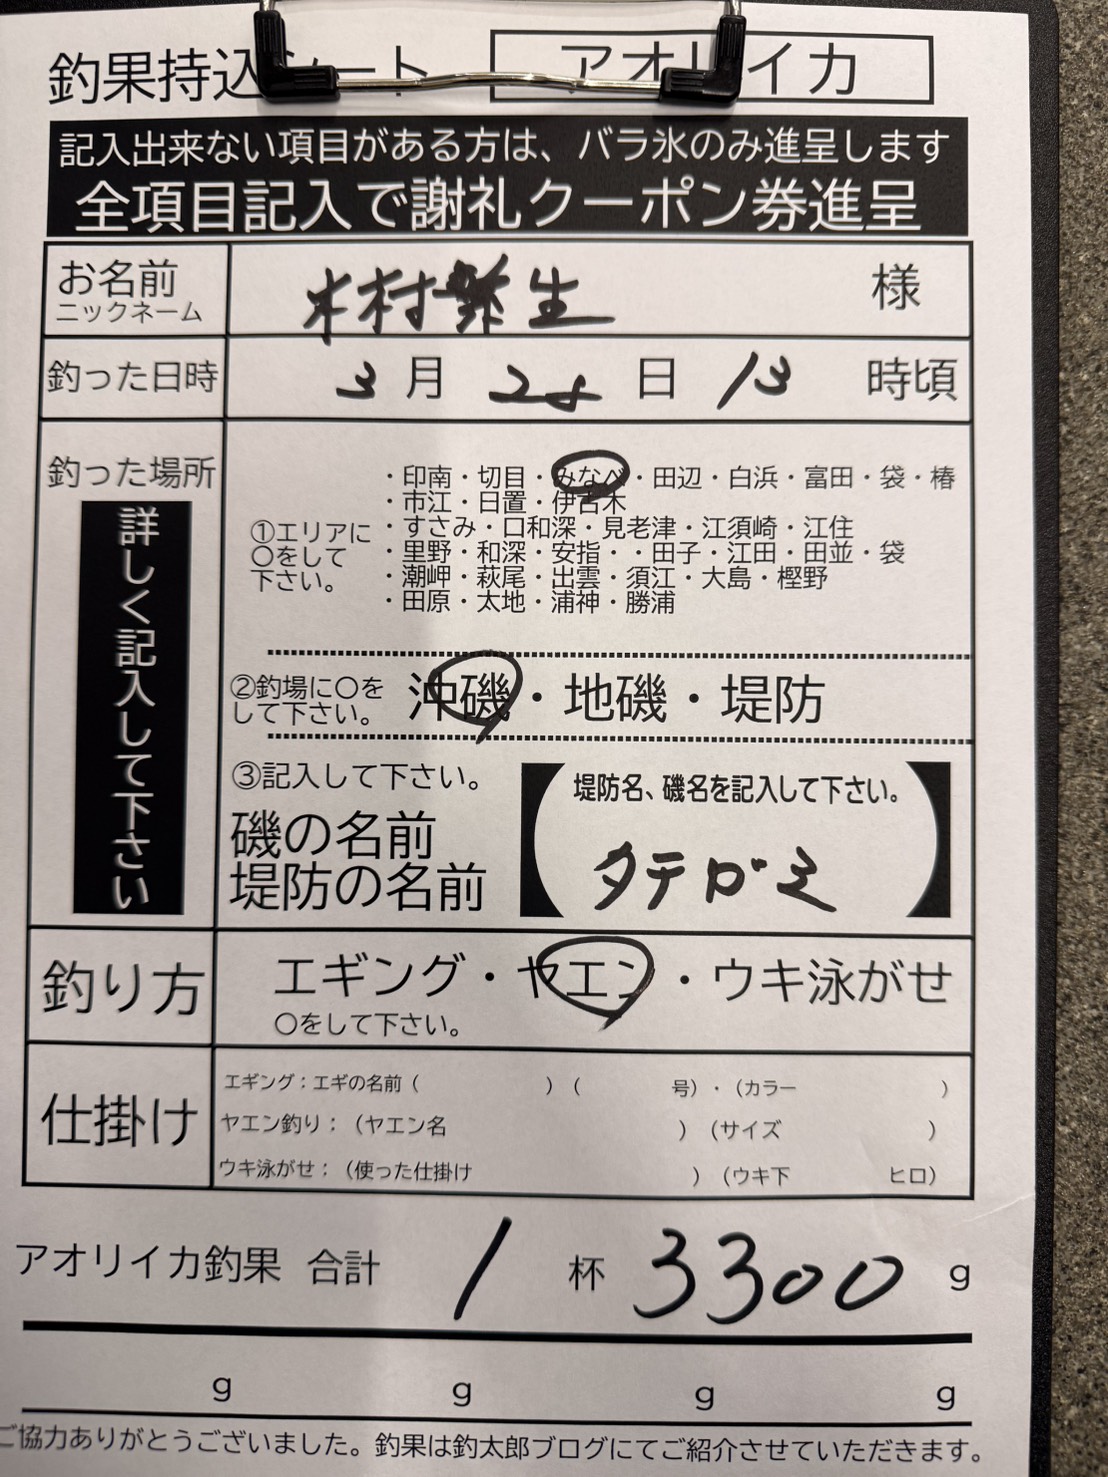 釣果持込シート アオリイカ
記入出来ない項目がある方は、バラ氷のみ進呈します
全項目記入で謝礼クーポン券進呈
お名前 木村 生 様
ニックネーム
釣った日時 3月 日 13 時頃
釣った場所
詳しく記入して下さい
①エリアに
〇をして
下さい。
・印南・切目・みなべ・田辺・白浜・富田・袋・椿
・市江・日置・伊古木
・すさみ・口和深・見老津・江須崎・江住
・里野・和深・安指・・田子・江田・田並・袋
・潮岬・萩尾・出雲・須江・大島・樫野
・田原・太地・浦神・勝浦
②釣場に〇を
して下さい。
沖磯・地磯・堤防
③記入して下さい。
磯の名前
堤防の名前
堤防名、磯名を記入して下さい。
タテガミ
釣り方 エギング・ヤエン・ウキ泳がせ
〇をして下さい。
仕掛け
エギング：エギの名前（ ）（ 号）・（カラー ）
ヤエン釣り：（ヤエン名 ）（サイズ ）
ウキ泳がせ：（使った仕掛け ）（ウキ下 ヒロ）
アオリイカ釣果 合計 1 杯 3300 g
g g g g
ご協力ありがとうございました。釣果は釣太郎ブログにてご紹介させていただきます。